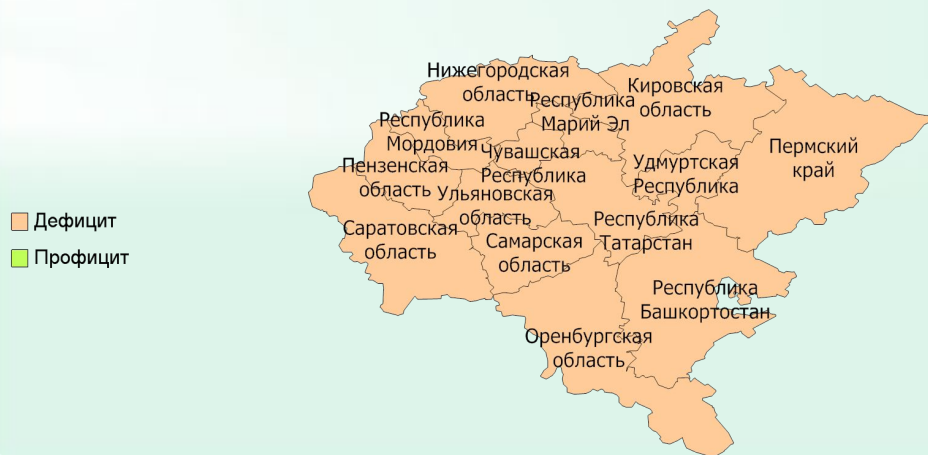 Нижегородская
область
Республика
Марий Эл
Кировская
область
Республика
Мордовия
Чувашская
Республика
Удмуртская
Республика
Пермский
край
Пензенская
область
Ульяновская
область
Дефицит
Профицит
Саратовская
область
Самарская
область
Республика
Татарстан
Республика
Башкортостан
Оренбургская
область